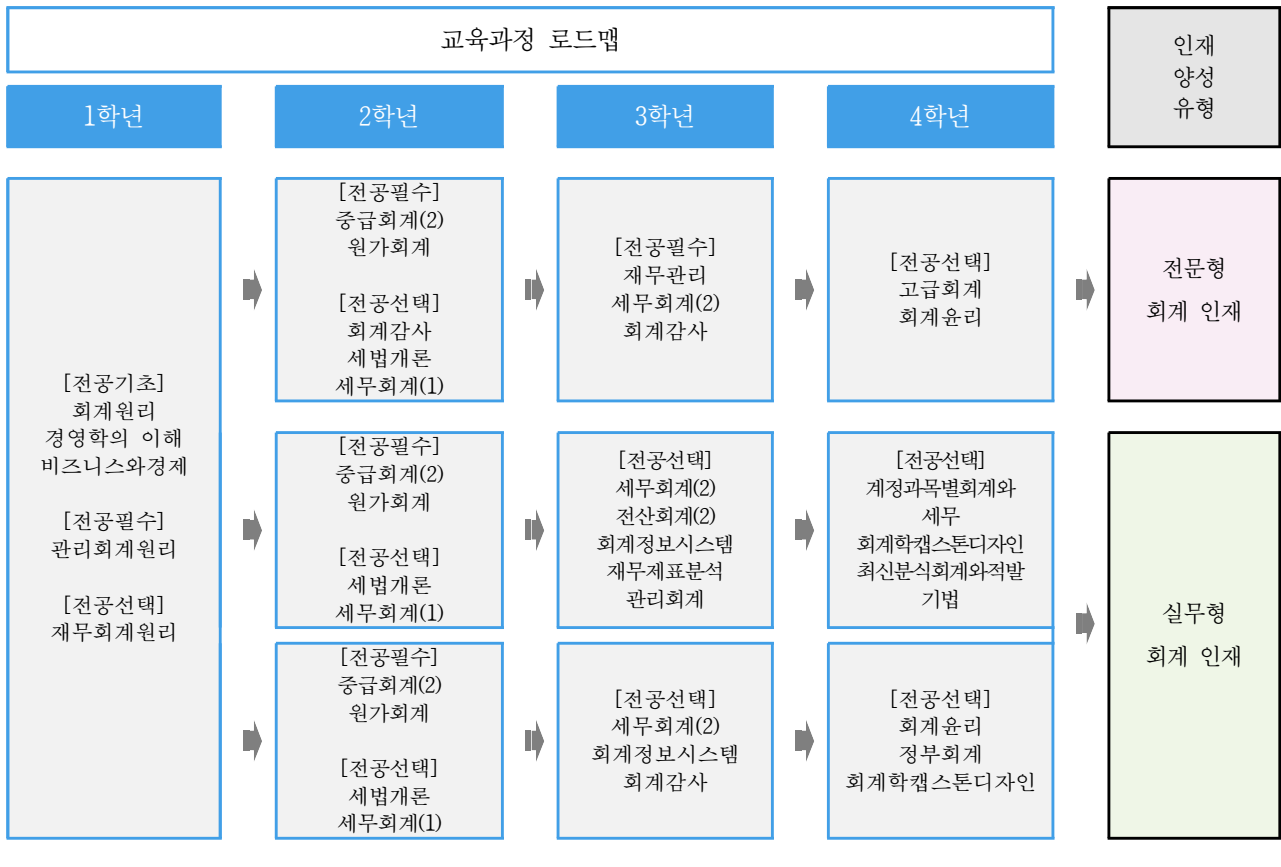 교육과정 로드맵
인재
양성
유형
1학년
2학년
3학년
4학년
[전공기초]
회계원리
경영학의 이해
비즈니스와경제
[전공필수]
관리회계원리
[전공선택]
재무회계원리
[전공필수]
중급회계(2)
원가회계
[전공선택]
회계감사
세법개론
세무회계(1)
[전공필수]
재무관리
세무회계(2)
회계감사
[전공선택]
고급회계
회계윤리
전문형
회계 인재
[전공필수]
중급회계(2)
원가회계
[전공선택]
세법개론
세무회계(1)
[전공선택]
세무회계(2)
전산회계(2)
회계정보시스템
재무제표분석
관리회계
[전공선택]
계정과목별회계와
세무
회계학캡스톤디자인
최신분식회계와적발
기법
실무형
회계 인재
[전공필수]
중급회계(2)
원가회계
[전공선택]
세법개론
세무회계(1)
[전공선택]
세무회계(2)
회계정보시스템
회계감사
[전공선택]
회계윤리
정부회계
회계학캡스톤디자인